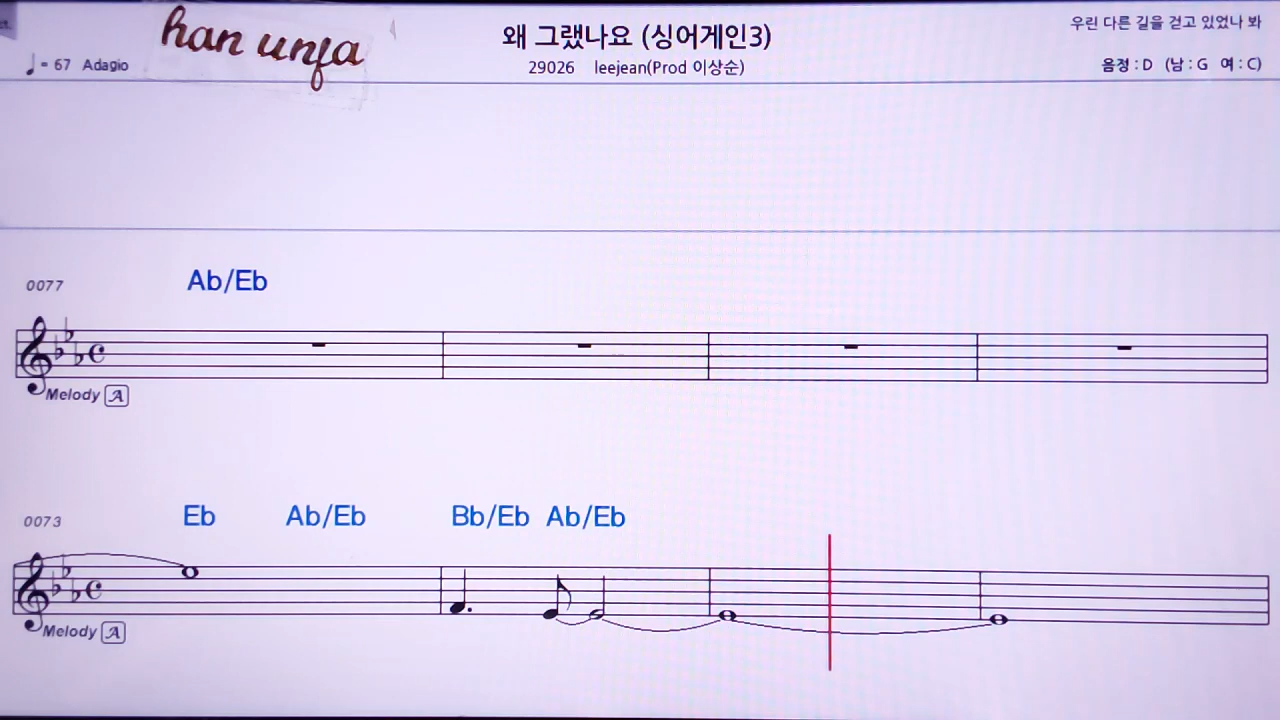 han unfa
왜 그랬나요 (싱어게인3)
우린 다른 길을 걷고 있었나 봐
♩= 67 Adagio
29026 leejean(Prod 이상순)
음정 : D (남 : G 여 : C)
0077 Ab/Eb
Melody A
0073 Eb Ab/Eb Bb/Eb Ab/Eb
Melody A